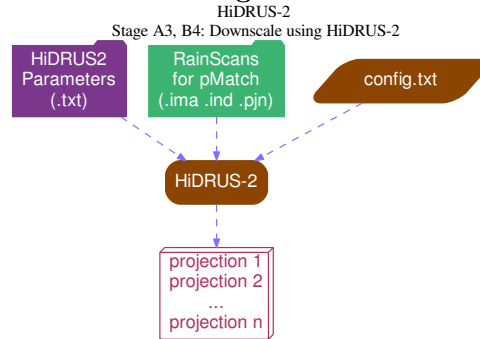 HiDRUS-2
Stage A3, B4: Downscale using HiDRUS-2
HiDRUS2
Parameters
(.txt)
RainScans
for pMatch
(.ima .ind .pjn)
config.txt
HiDRUS-2
projection 1
projection 2
...
projection n